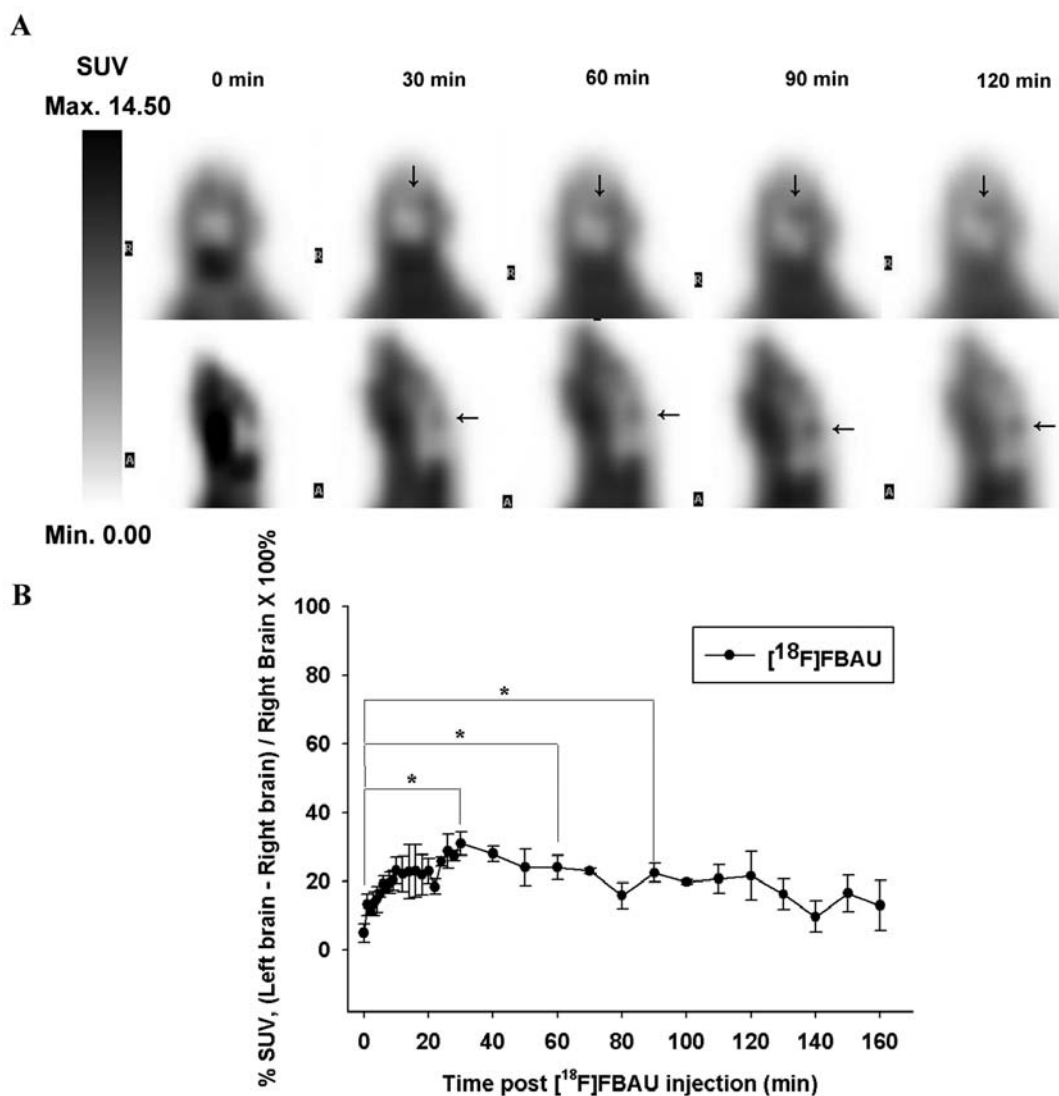 A
SUV
0 min 30 min 60 min 90 min 120 min
Max. 14.50
↓ ↓ ↓ ↓
R R R R R
← ← ← ←
A A A A A
Min. 0.00
B
% SUV, (Left brain - Right brain) / Right Brain X 100%
100
80
60
40
20
0
[18F]FBAU
*
*
*
0 20 40 60 80 100 120 140 160
Time post [18F]FBAU injection (min)